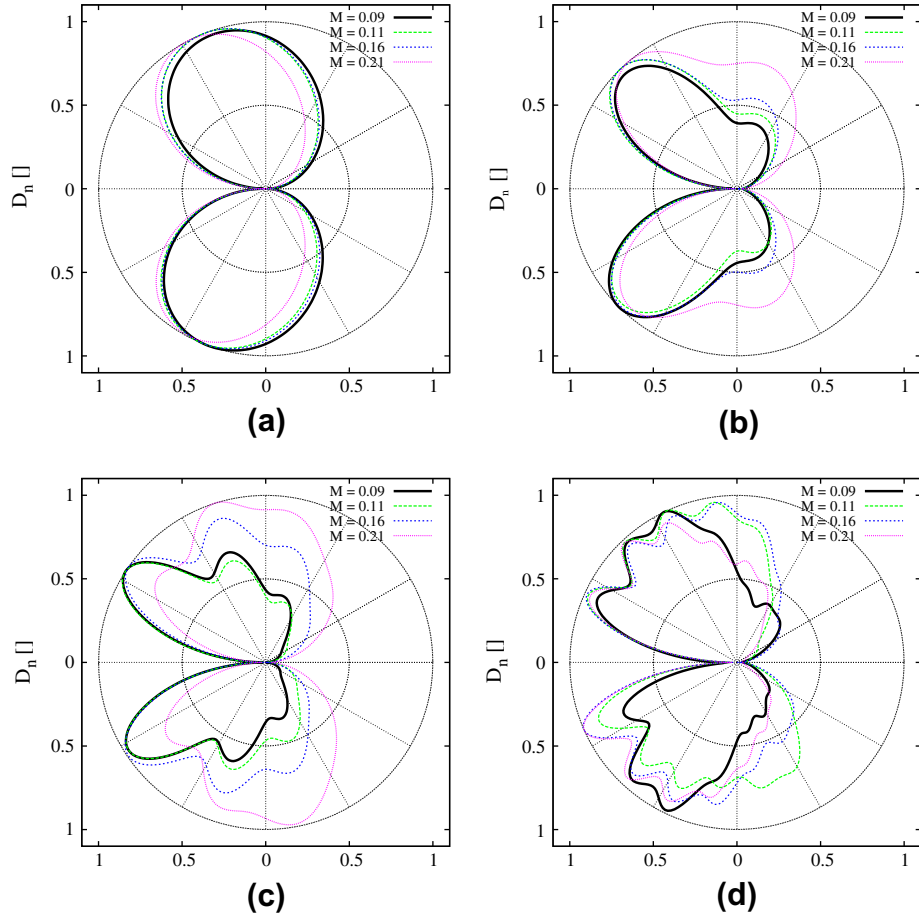 M = 0.09
M = 0.11
M = 0.16
M = 0.21
1
0.5
0
0.5
1
D_n []
1 0.5 0 0.5 1
(a)
M = 0.09
M = 0.11
M = 0.16
M = 0.21
1
0.5
0
0.5
1
D_n []
1 0.5 0 0.5 1
(b)
M = 0.09
M = 0.11
M = 0.16
M = 0.21
1
0.5
0
0.5
1
D_n []
1 0.5 0 0.5 1
(c)
M = 0.09
M = 0.11
M = 0.16
M = 0.21
1
0.5
0
0.5
1
D_n []
1 0.5 0 0.5 1
(d)